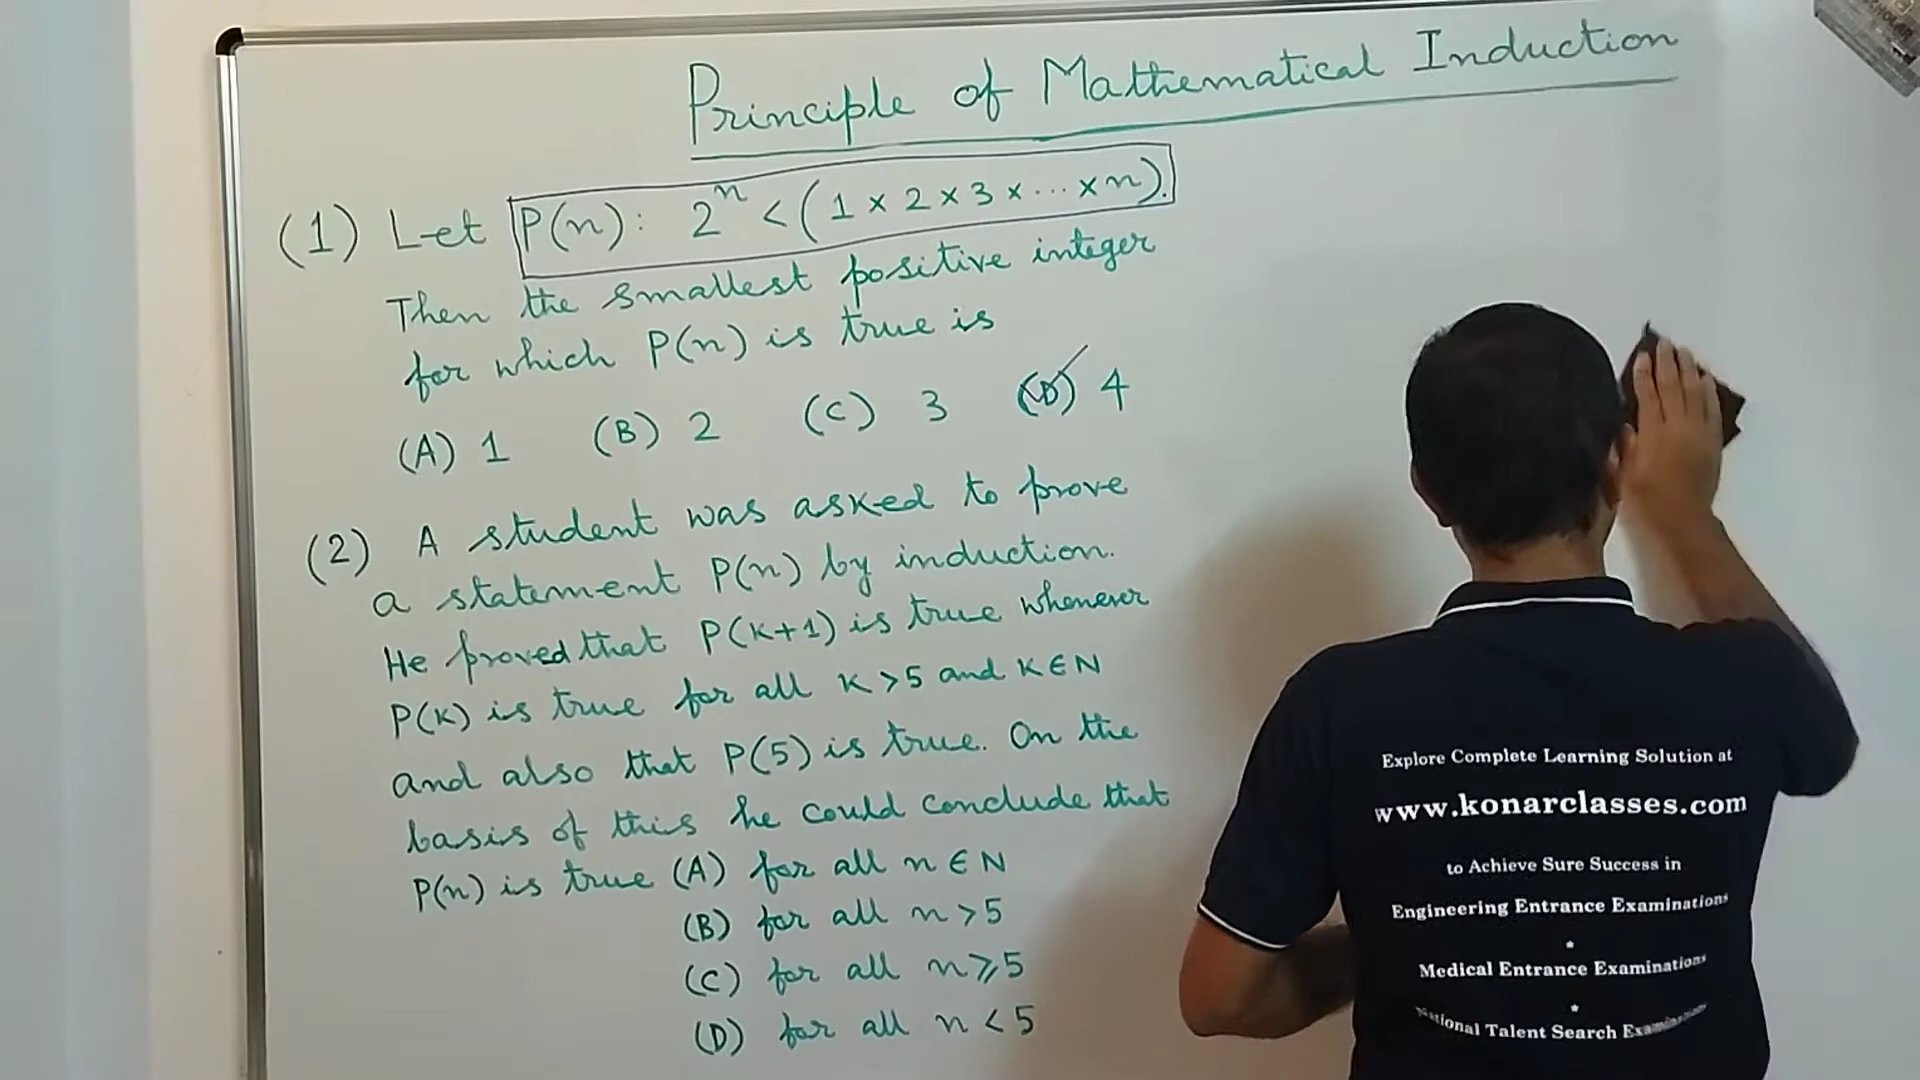 Principle of Mathematical Induction
(1) Let P(n): 2ⁿ < (1 × 2 × 3 × ... × n).
Then the smallest positive integer
for which P(n) is true is
(A) 1 (B) 2 (C) 3 (D) 4
(2) A student was asked to prove
a statement P(n) by induction.
He proved that P(K+1) is true whenever
P(K) is true for all K > 5 and K ∈ N
and also that P(5) is true. On the
basis of this he could conclude that
P(n) is true (A) for all n ∈ N
(B) for all n > 5
(C) for all n ⩾ 5
(D) for all n < 5
Explore Complete Learning Solution at
www.konarclasses.com
to Achieve Sure Success in
Engineering Entrance Examinations
*
Medical Entrance Examinations
*
National Talent Search Examinations